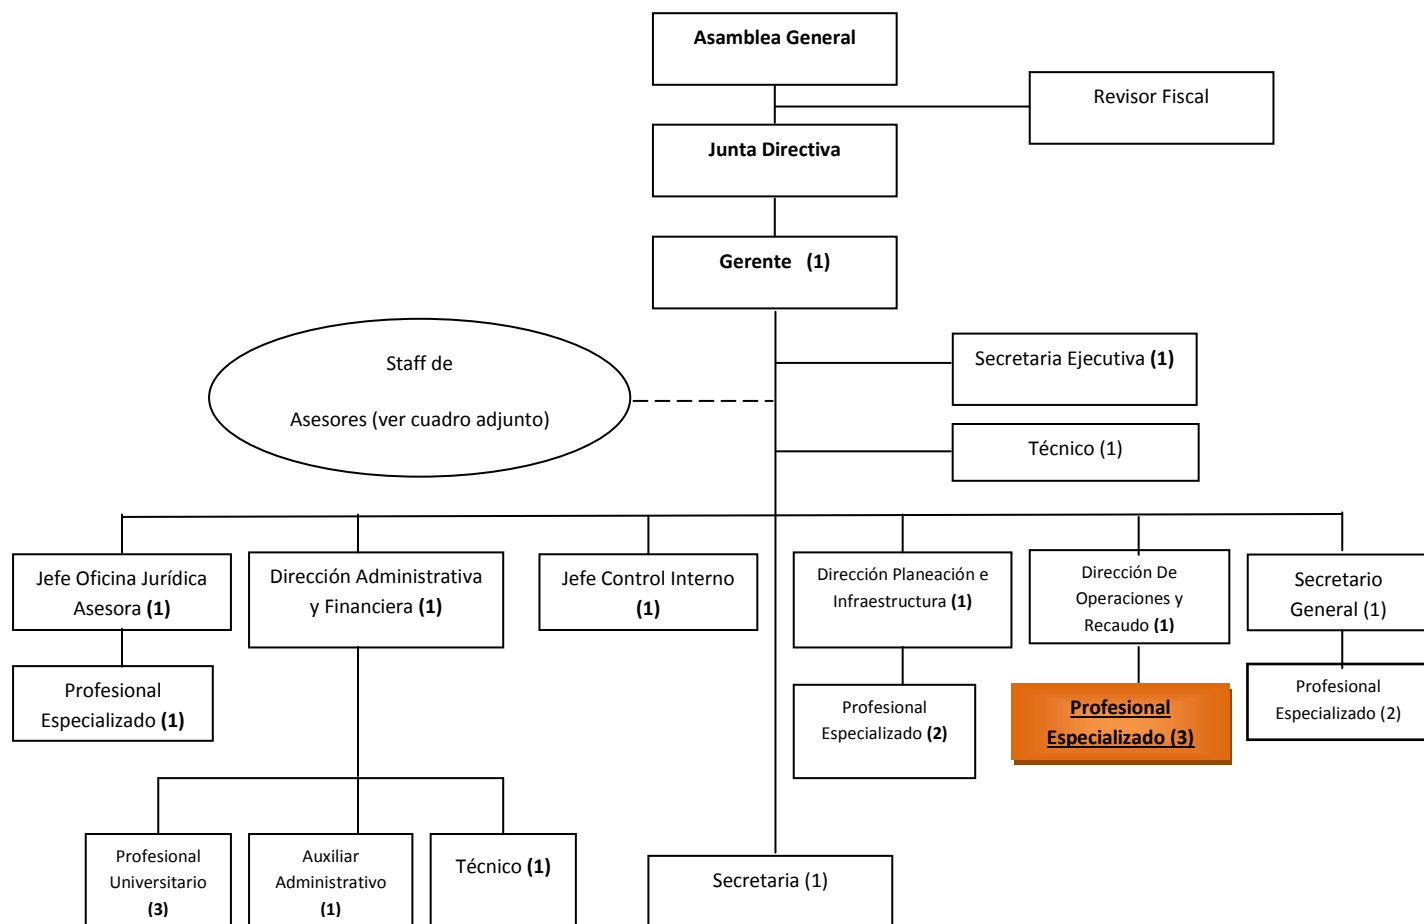 Asamblea General
Revisor Fiscal
Junta Directiva
Gerente (1)
Staff de
Asesores (ver cuadro adjunto)
Secretaria Ejecutiva (1)
Técnico (1)
Jefe Oficina Jurídica
Asesora (1)
Dirección Administrativa
y Financiera (1)
Jefe Control Interno
(1)
Dirección Planeación e
Infraestructura (1)
Dirección De
Operaciones y
Recaudo (1)
Secretario
General (1)
Profesional
Especializado (1)
Profesional
Especializado (2)
Profesional
Especializado (3)
Profesional
Especializado (2)
Profesional
Universitario
(3)
Auxiliar
Administrativo
(1)
Técnico (1)
Secretaria (1)